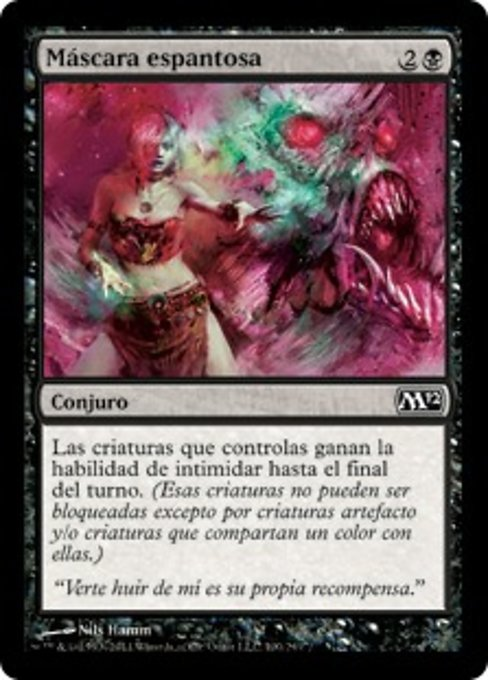 Máscara espantosa 2
Conjuro M12
Las criaturas que controlas ganan la
habilidad de intimidar hasta el final
del turno. (Esas criaturas no pueden ser
bloqueadas excepto por criaturas artefacto
y/o criaturas que compartan un color con
ellas.)
"Verte huir de mí es su propia recompensa."
Nils Hamm